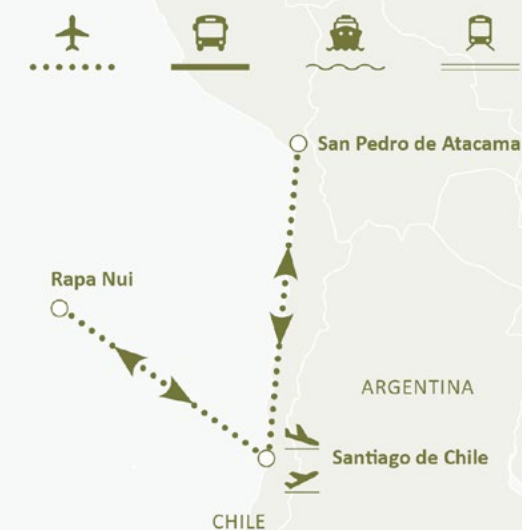 San Pedro de Atacama
Rapa Nui
ARGENTINA
Santiago de Chile
CHILE